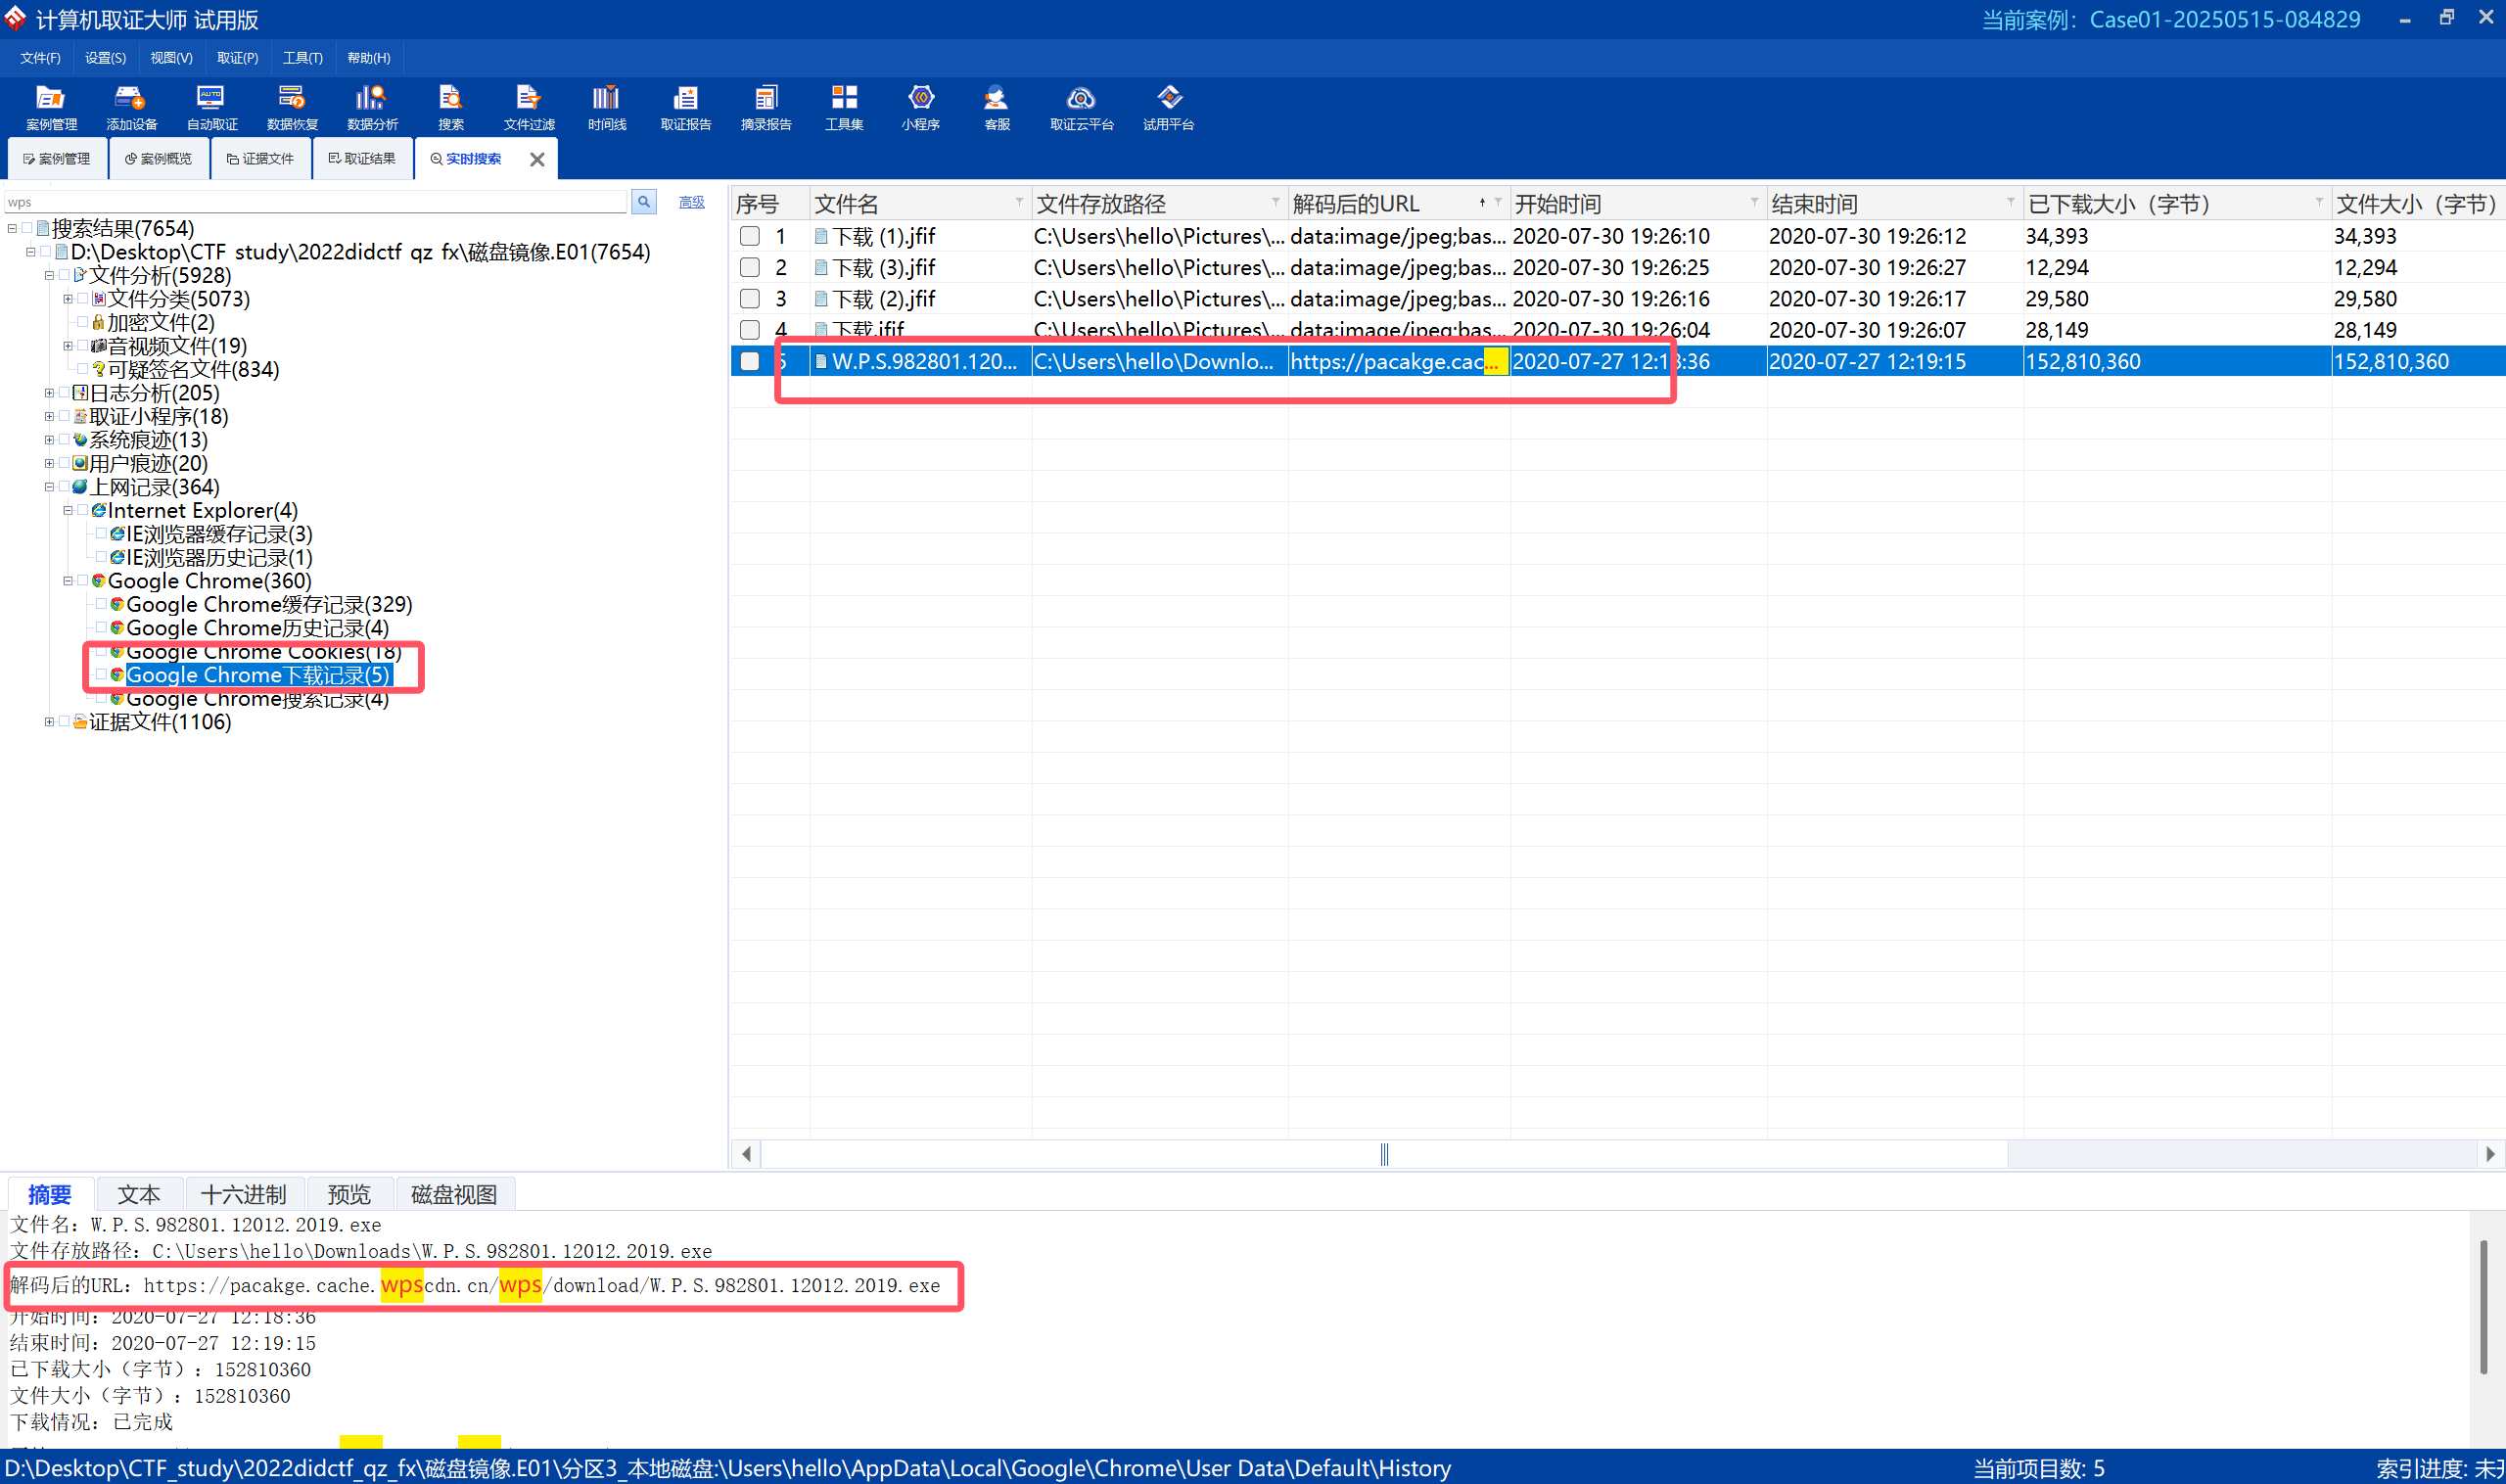 计算机取证大师 试用版
当前案例：Case01-20250515-084829
文件(F) 设置(S) 视图(V) 取证(P) 工具(T) 帮助(H)
案例管理 添加设备 自动取证 数据恢复 数据分析 搜索 文件过滤 时间线 取证报告 摘录报告 工具集 小程序 客服 取证云平台 试用平台
案例管理 案例概览 证据文件 取证结果 实时搜索
wps 高级
搜索结果(7654)
D:\Desktop\CTF_study\2022didctf_qz_fx\磁盘镜像.E01(7654)
文件分析(5928)
文件分类(5073)
加密文件(2)
音视频文件(19)
可疑签名文件(834)
日志分析(205)
取证小程序(18)
系统痕迹(13)
用户痕迹(20)
上网记录(364)
Internet Explorer(4)
IE浏览器缓存记录(3)
IE浏览器历史记录(1)
Google Chrome(360)
Google Chrome缓存记录(329)
Google Chrome历史记录(4)
Google Chrome Cookies(18)
Google Chrome下载记录(5)
Google Chrome搜索记录(4)
证据文件(1106)
序号 文件名 文件存放路径 解码后的URL 开始时间 结束时间 已下载大小（字节） 文件大小（字节）
1 下载 (1).jfif C:\Users\hello\Pictures\... data:image/jpeg;bas... 2020-07-30 19:26:10 2020-07-30 19:26:12 34,393 34,393
2 下载 (3).jfif C:\Users\hello\Pictures\... data:image/jpeg;bas... 2020-07-30 19:26:25 2020-07-30 19:26:27 12,294 12,294
3 下载 (2).jfif C:\Users\hello\Pictures\... data:image/jpeg;bas... 2020-07-30 19:26:16 2020-07-30 19:26:17 29,580 29,580
4 下载.jfif C:\Users\hello\Pictures\... data:image/jpeg;bas... 2020-07-30 19:26:04 2020-07-30 19:26:07 28,149 28,149
5 W.P.S.982801.120... C:\Users\hello\Downlo... https://pacakge.cac... 2020-07-27 12:18:36 2020-07-27 12:19:15 152,810,360 152,810,360
摘要 文本 十六进制 预览 磁盘视图
文件名：W.P.S.982801.12012.2019.exe
文件存放路径：C:\Users\hello\Downloads\W.P.S.982801.12012.2019.exe
解码后的URL：https://pacakge.cache.wpscdn.cn/wps/download/W.P.S.982801.12012.2019.exe
开始时间：2020-07-27 12:18:36
结束时间：2020-07-27 12:19:15
已下载大小（字节）：152810360
文件大小（字节）：152810360
下载情况：已完成
D:\Desktop\CTF_study\2022didctf_qz_fx\磁盘镜像.E01\分区3_本地磁盘:\Users\hello\AppData\Local\Google\Chrome\User Data\Default\History
当前项目数: 5
索引进度: 未